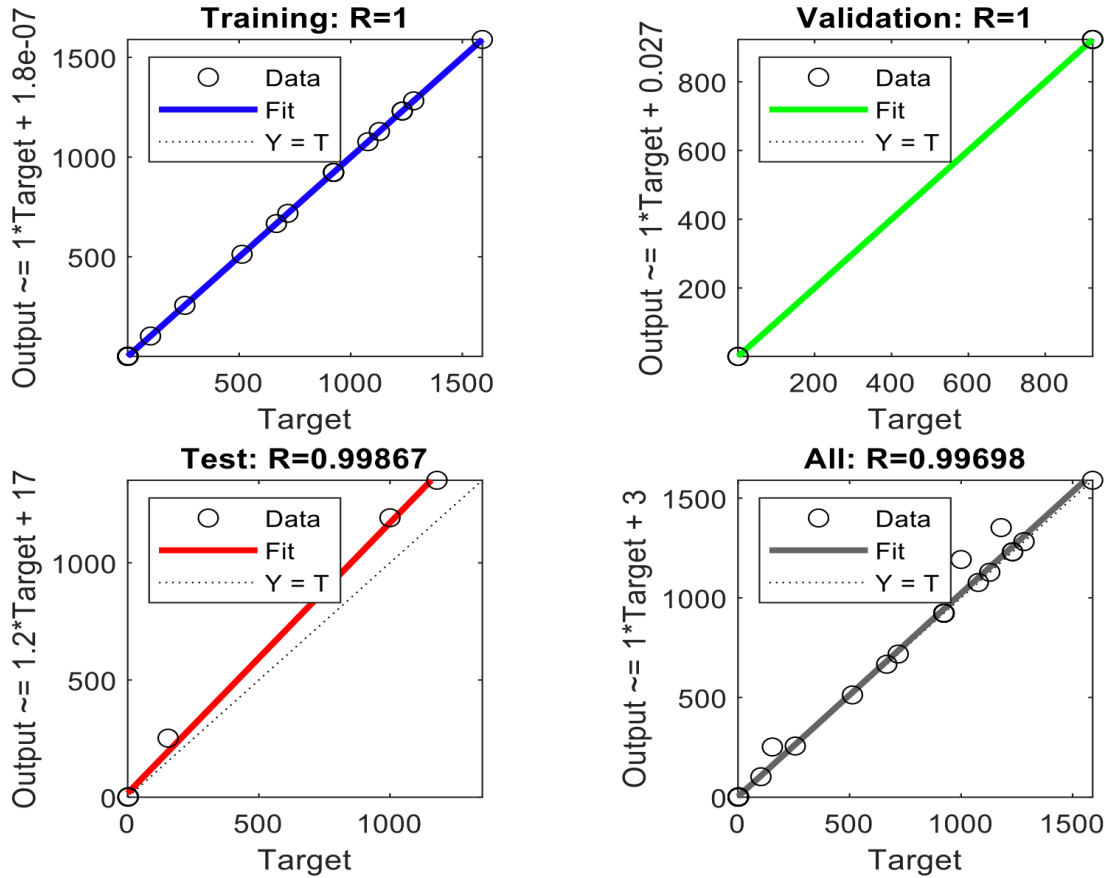 Training: R=1
Output ~= 1*Target + 1.8e-07
1500
1000
500
Data
Fit
Y = T
500
1000
1500
Target
Validation: R=1
Output ~= 1*Target + 0.027
800
600
400
200
Data
Fit
Y = T
200
400
600
800
Target
Test: R=0.99867
Output ~= 1.2*Target + 17
1000
500
0
Data
Fit
Y = T
0
500
1000
Target
All: R=0.99698
Output ~= 1*Target + 3
1500
1000
500
0
Data
Fit
Y = T
0
500
1000
1500
Target